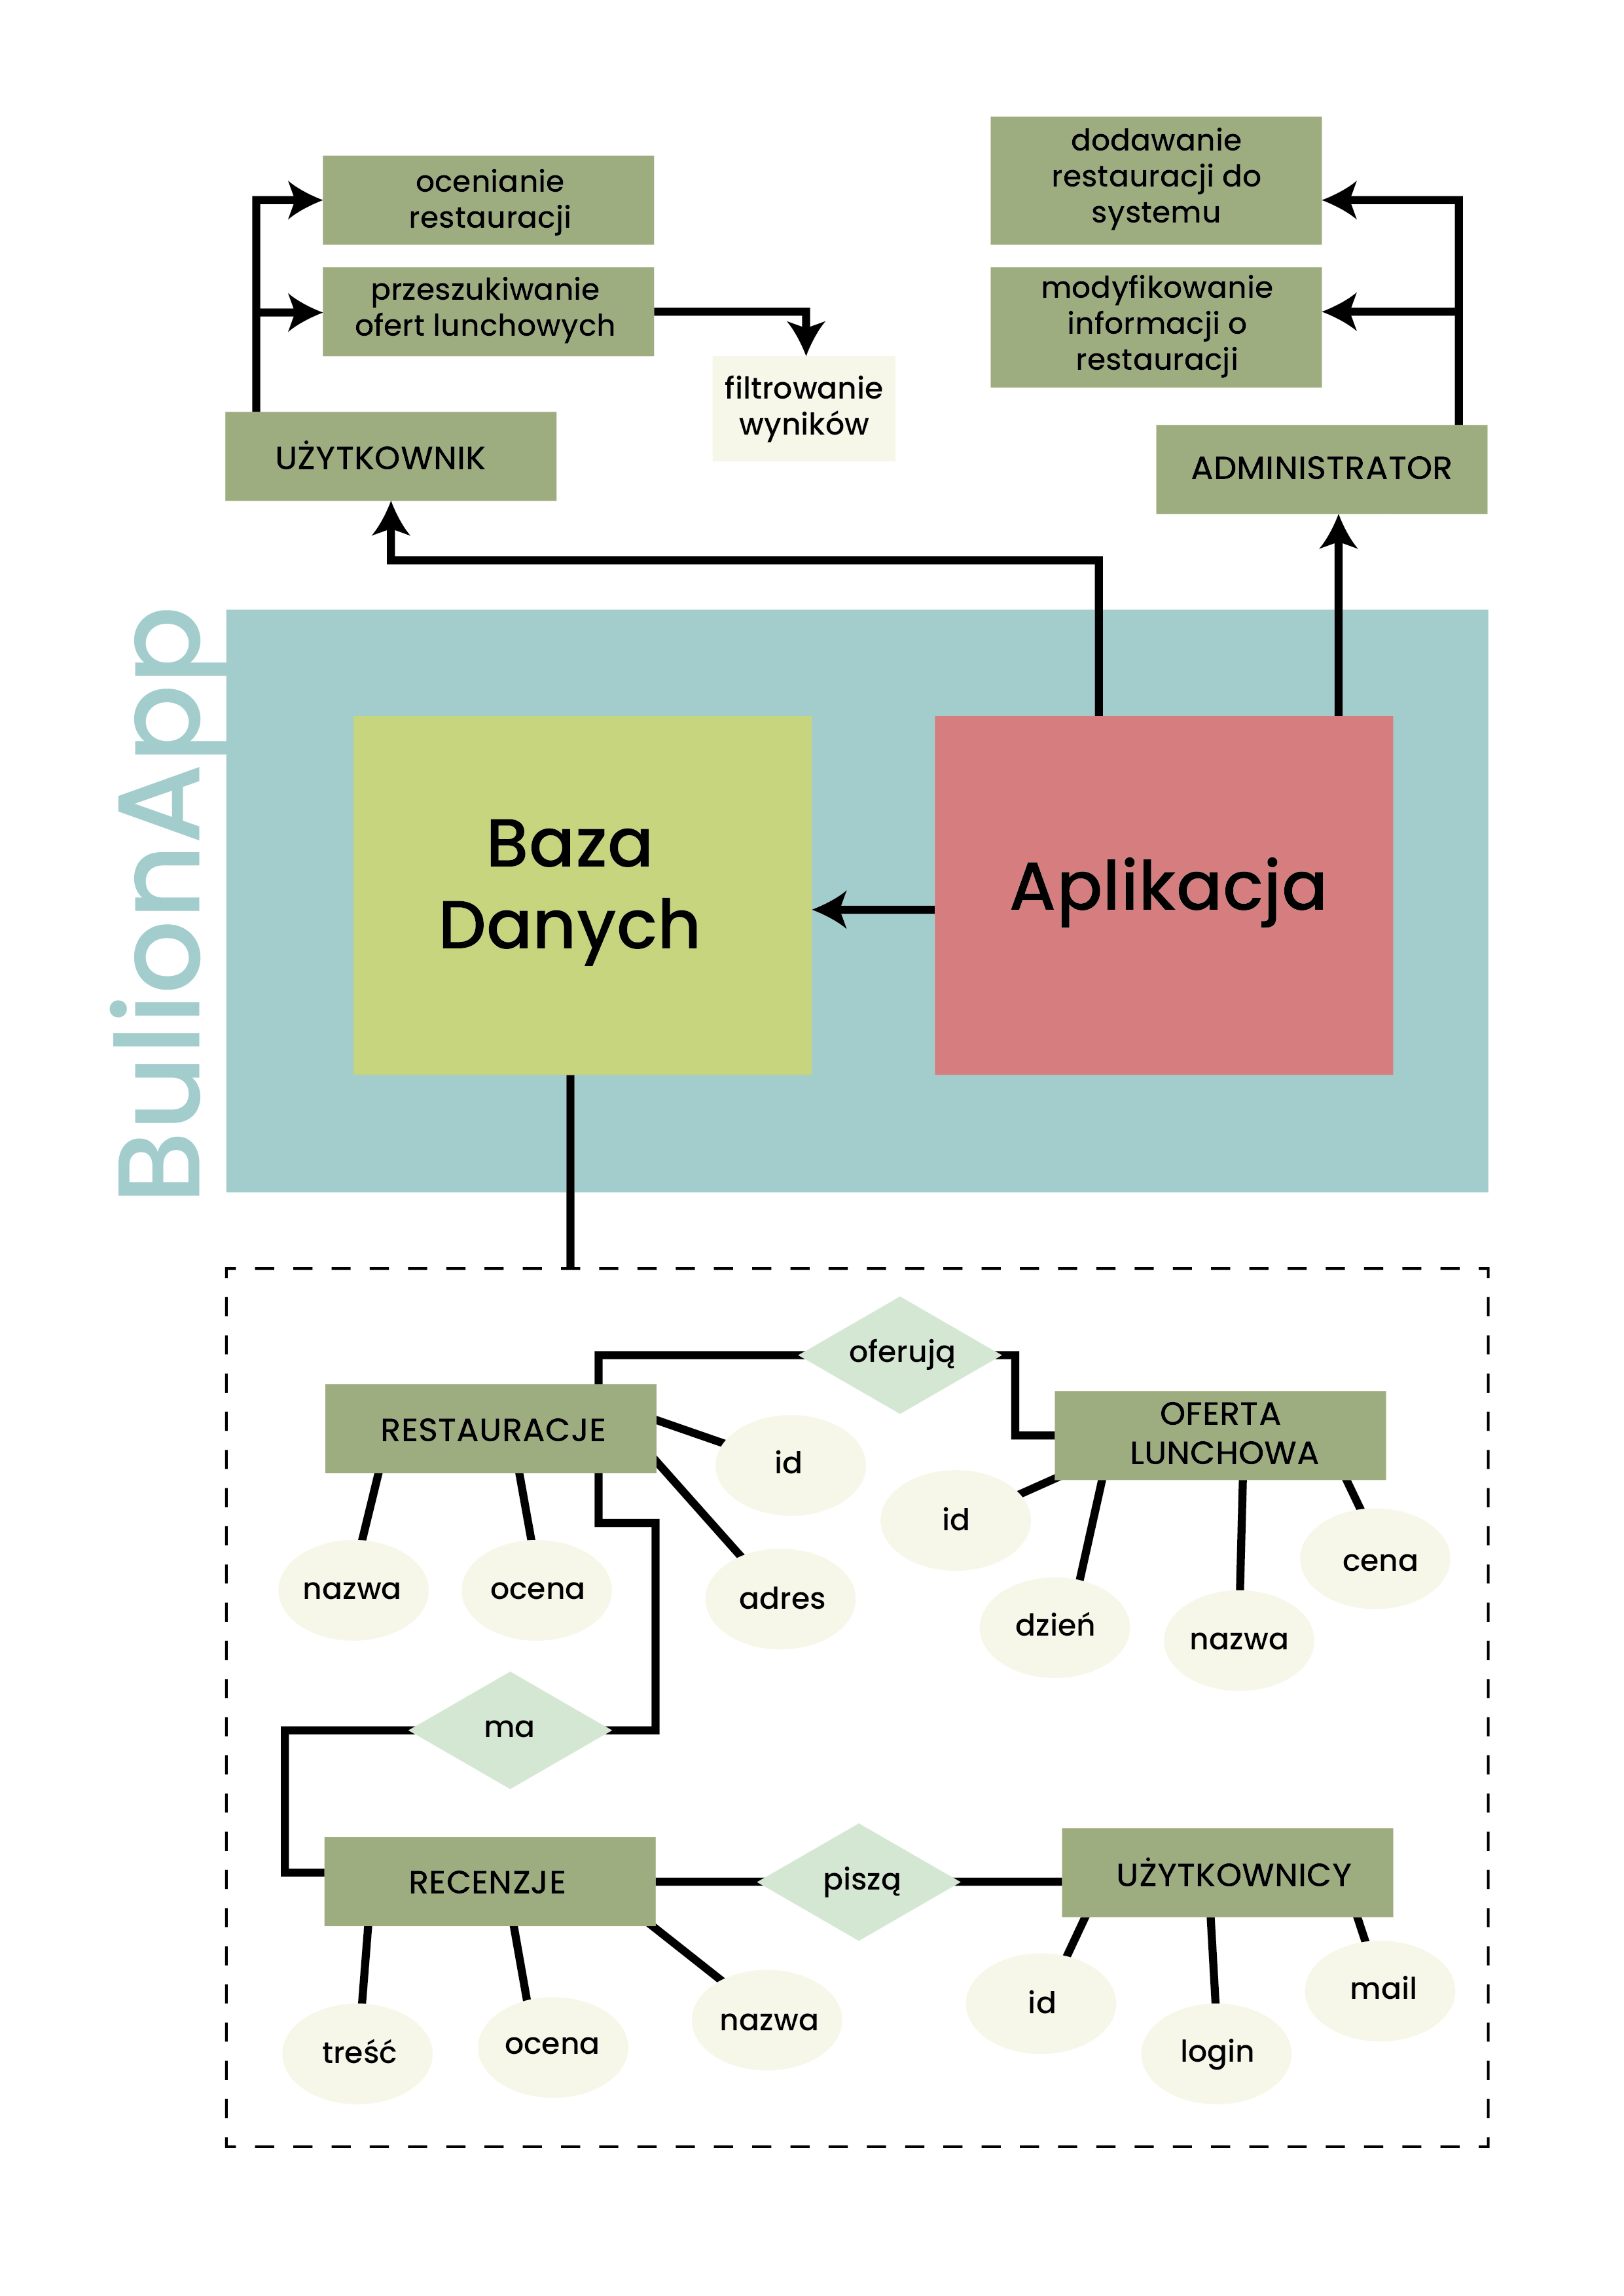 ocenianie
restauracji
przeszukiwanie
ofert lunchowych
filtrowanie
wyników
UŻYTKOWNIK
dodawanie
restauracji do
systemu
modyfikowanie
informacji o
restauracji
ADMINISTRATOR
BulionApp
Baza
Danych
Aplikacja
oferują
RESTAURACJE
OFERTA
LUNCHOWA
id
id
cena
nazwa
ocena
adres
dzień
nazwa
ma
RECENZJE
piszą
UŻYTKOWNICY
treść
ocena
nazwa
id
login
mail